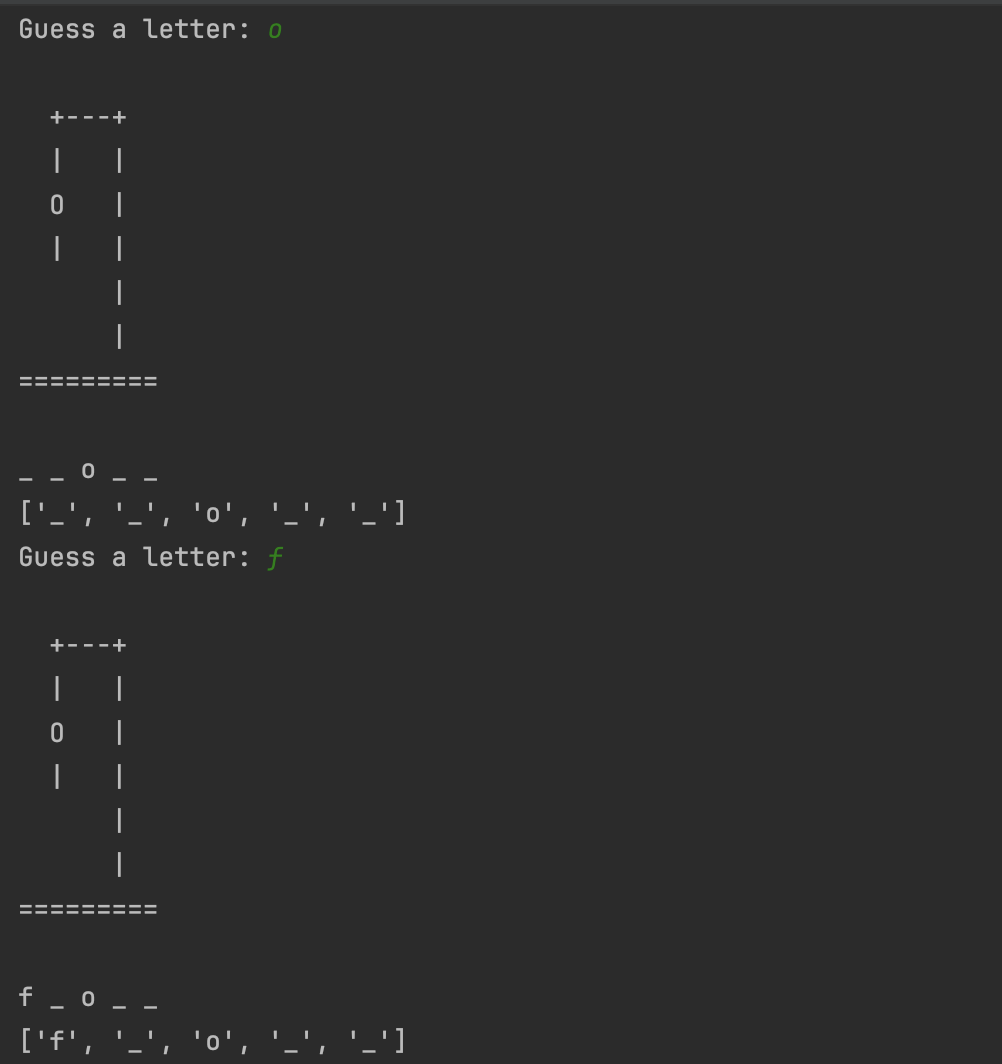 Guess a letter: o
  +---+
  |   |
  O   |
  |   |
      |
      |
=========
_ _ o _ _
['_', '_', 'o', '_', '_']
Guess a letter: f
  +---+
  |   |
  O   |
  |   |
      |
      |
=========
f _ o _ _
['f', '_', 'o', '_', '_']